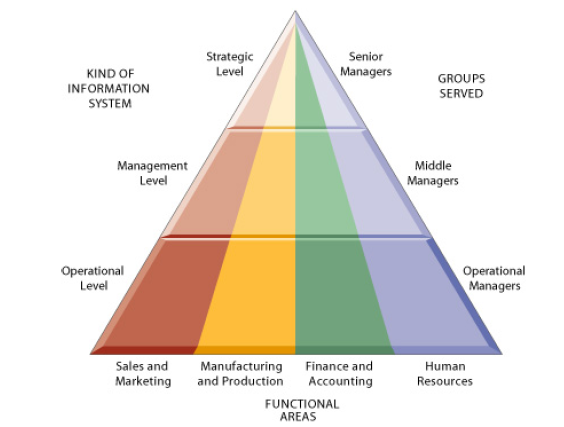 Strategic
Level
Senior
Managers
KIND OF
INFORMATION
SYSTEM
GROUPS
SERVED
Management
Level
Middle
Managers
Operational
Level
Operational
Managers
Sales and
Marketing
Manufacturing
and Production
Finance and
Accounting
Human
Resources
FUNCTIONAL
AREAS